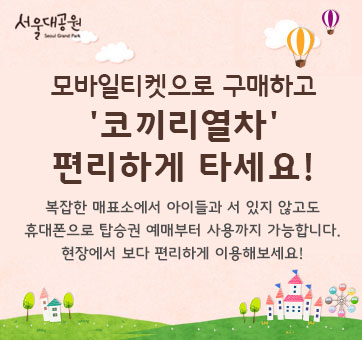 서울대공원
Seoul Grand Park
모바일티켓으로 구매하고
'코끼리열차'
편리하게 타세요!
복잡한 매표소에서 아이들과 서 있지 않고도
휴대폰으로 탑승권 예매부터 사용까지 가능합니다.
현장에서 보다 편리하게 이용해보세요!